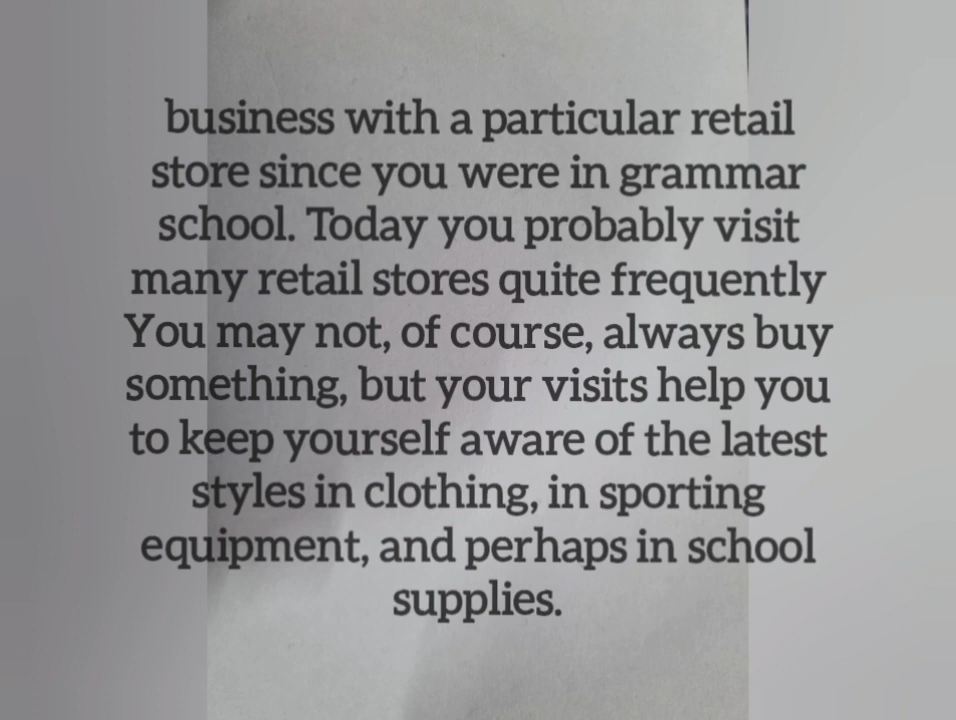 business with a particular retail
store since you were in grammar
school. Today you probably visit
many retail stores quite frequently
You may not, of course, always buy
something, but your visits help you
to keep yourself aware of the latest
styles in clothing, in sporting
equipment, and perhaps in school
supplies.